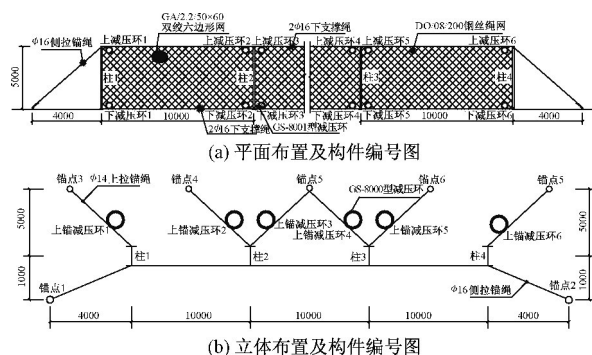 GA/2.2/50×60
双绞六边形网
2Φ16下支撑绳
DO/08/200钢丝绳网
Φ16侧拉锚绳
上减压环1
上减压环2
上减压环3
上减压环4
上减压环5
上减压环6
柱1
柱2
柱3
柱4
5000
下减压环1
下减压环2
下减压环3
下减压环4
下减压环5
下减压环6
4000
10000
10000
4000
2Φ16下支撑绳
GS-8001型减压环
(a) 平面布置及构件编号图
锚点3
Φ14上拉锚绳
锚点4
锚点5
GS-8000型减压环
锚点6
锚点5
5000
5000
上锚减压环1
上锚减压环2
上锚减压环3
上锚减压环4
上锚减压环5
上锚减压环6
柱1
柱2
柱3
柱4
1000
1000
锚点1
锚点2
Φ16侧拉锚绳
4000
10000
10000
10000
4000
(b) 立体布置及构件编号图